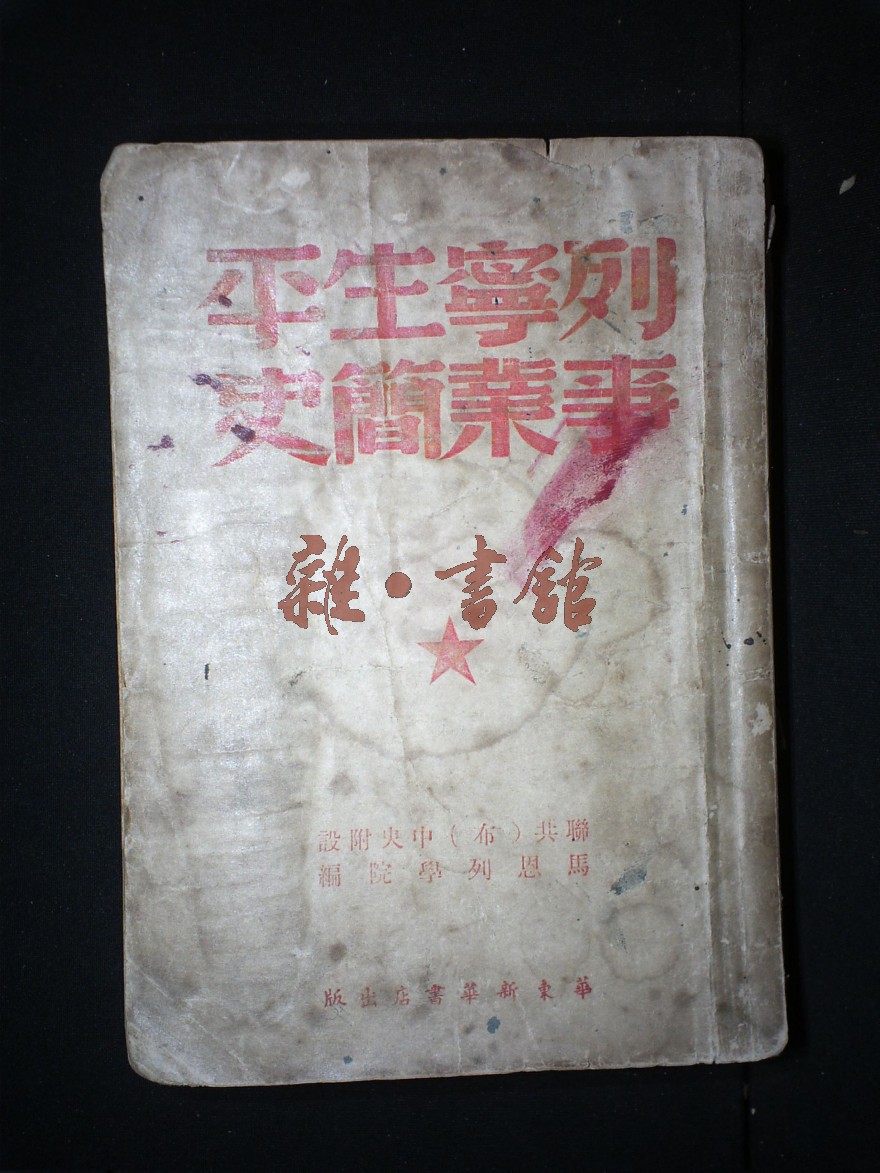 列寧生平
事業簡史
雜·書館
聯共（布）中央附設
馬恩列學院編
華東新華書店出版